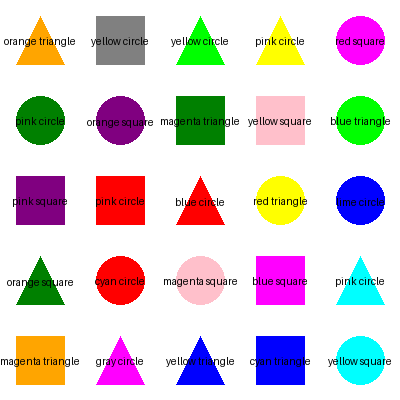 orange triangle yellow circle yellow circle pink circle red square
pink circle orange square magenta triangle yellow square blue triangle
pink square pink circle blue circle red triangle lime circle
orange square cyan circle magenta square blue square pink circle
magenta triangle gray circle yellow triangle cyan triangle yellow square